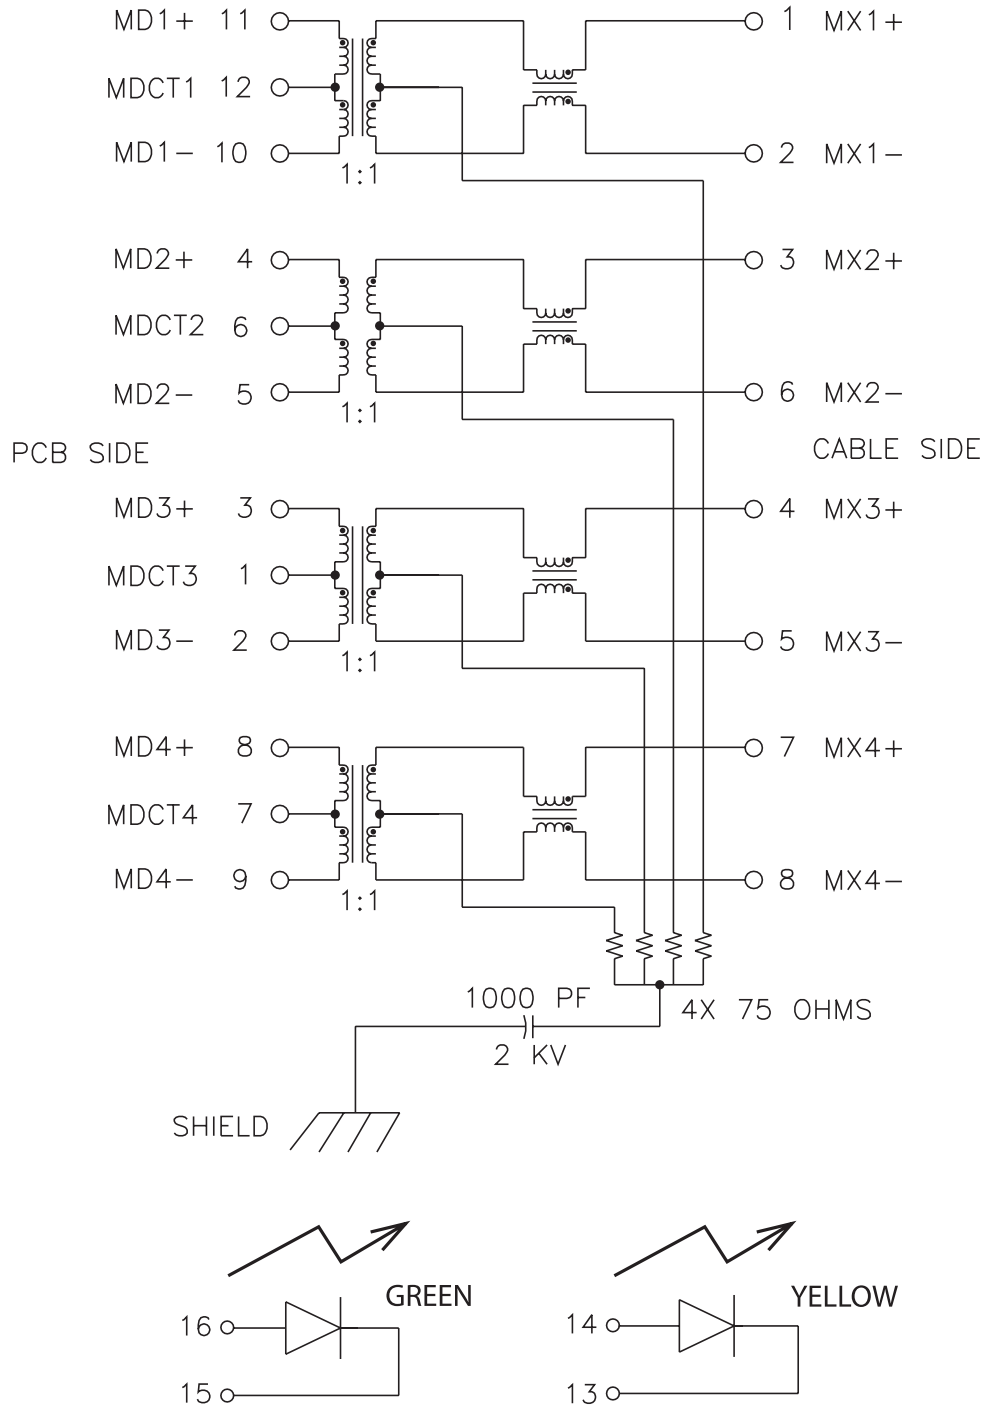 MD1+ 11 1 MX1+
MDCT1 12
MD1- 10 2 MX1-
1:1
MD2+ 4 3 MX2+
MDCT2 6
MD2- 5 6 MX2-
1:1
PCB SIDE CABLE SIDE
MD3+ 3 4 MX3+
MDCT3 1
MD3- 2 5 MX3-
1:1
MD4+ 8 7 MX4+
MDCT4 7
MD4- 9 8 MX4-
1:1
1000 PF 4X 75 OHMS
2 KV
SHIELD
GREEN YELLOW
16 14
15 13